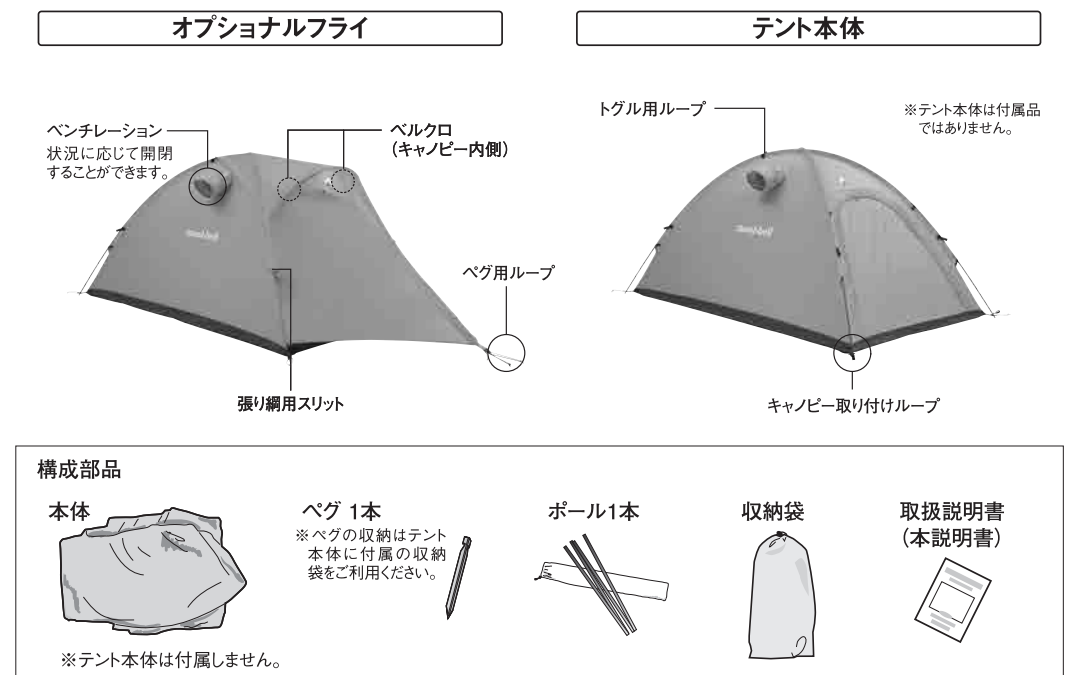 オプショナルフライ
テント本体
ベンチレーション
状況に応じて開閉
することができます。
ベルクロ
(キャノピー内側)
ペグ用ループ
張り綱用スリット
トグル用ループ
※テント本体は付属品
ではありません。
mont-bell
mont-bell
キャノピー取り付けループ
構成部品
本体
※テント本体は付属しません。
ペグ 1本
※ペグの収納はテント
本体に付属の収納
袋をご利用ください。
ポール1本
収納袋
取扱説明書
(本説明書)